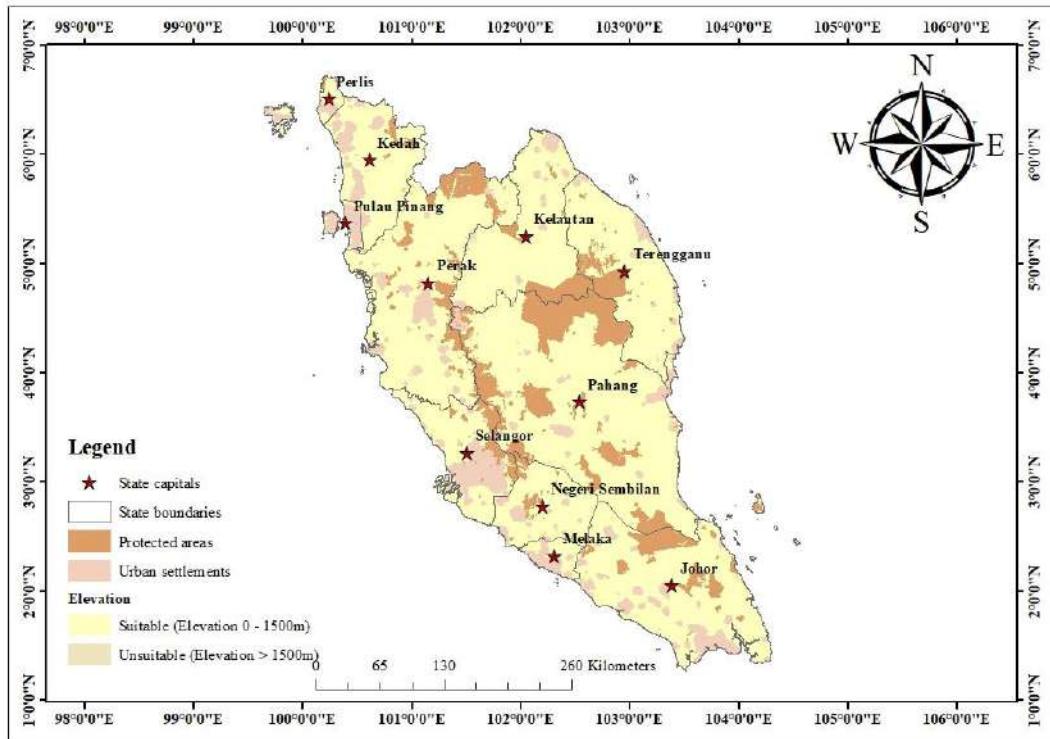 98°0'0"E 99°0'0"E 100°0'0"E 101°0'0"E 102°0'0"E 103°0'0"E 104°0'0"E 105°0'0"E 106°0'0"E
7°0'0"N 7°0'0"N
N
Perlis
W E
6°0'0"N Kedah 6°0'0"N
S
Pulau Pinang
Kelantan
Terengganu
5°0'0"N Perak 5°0'0"N
4°0'0"N Pahang 4°0'0"N
Legend
Selangor
State capitals
3°0'0"N Negeri Sembilan 3°0'0"N
State boundaries
Protected areas
Melaka
Urban settlements
Johor
2°0'0"N Elevation 2°0'0"N
Suitable (Elevation 0 - 1500m)
Unsuitable (Elevation > 1500m)
0 65 130 260 Kilometers
1°0'0"N 1°0'0"N
98°0'0"E 99°0'0"E 100°0'0"E 101°0'0"E 102°0'0"E 103°0'0"E 104°0'0"E 105°0'0"E 106°0'0"E